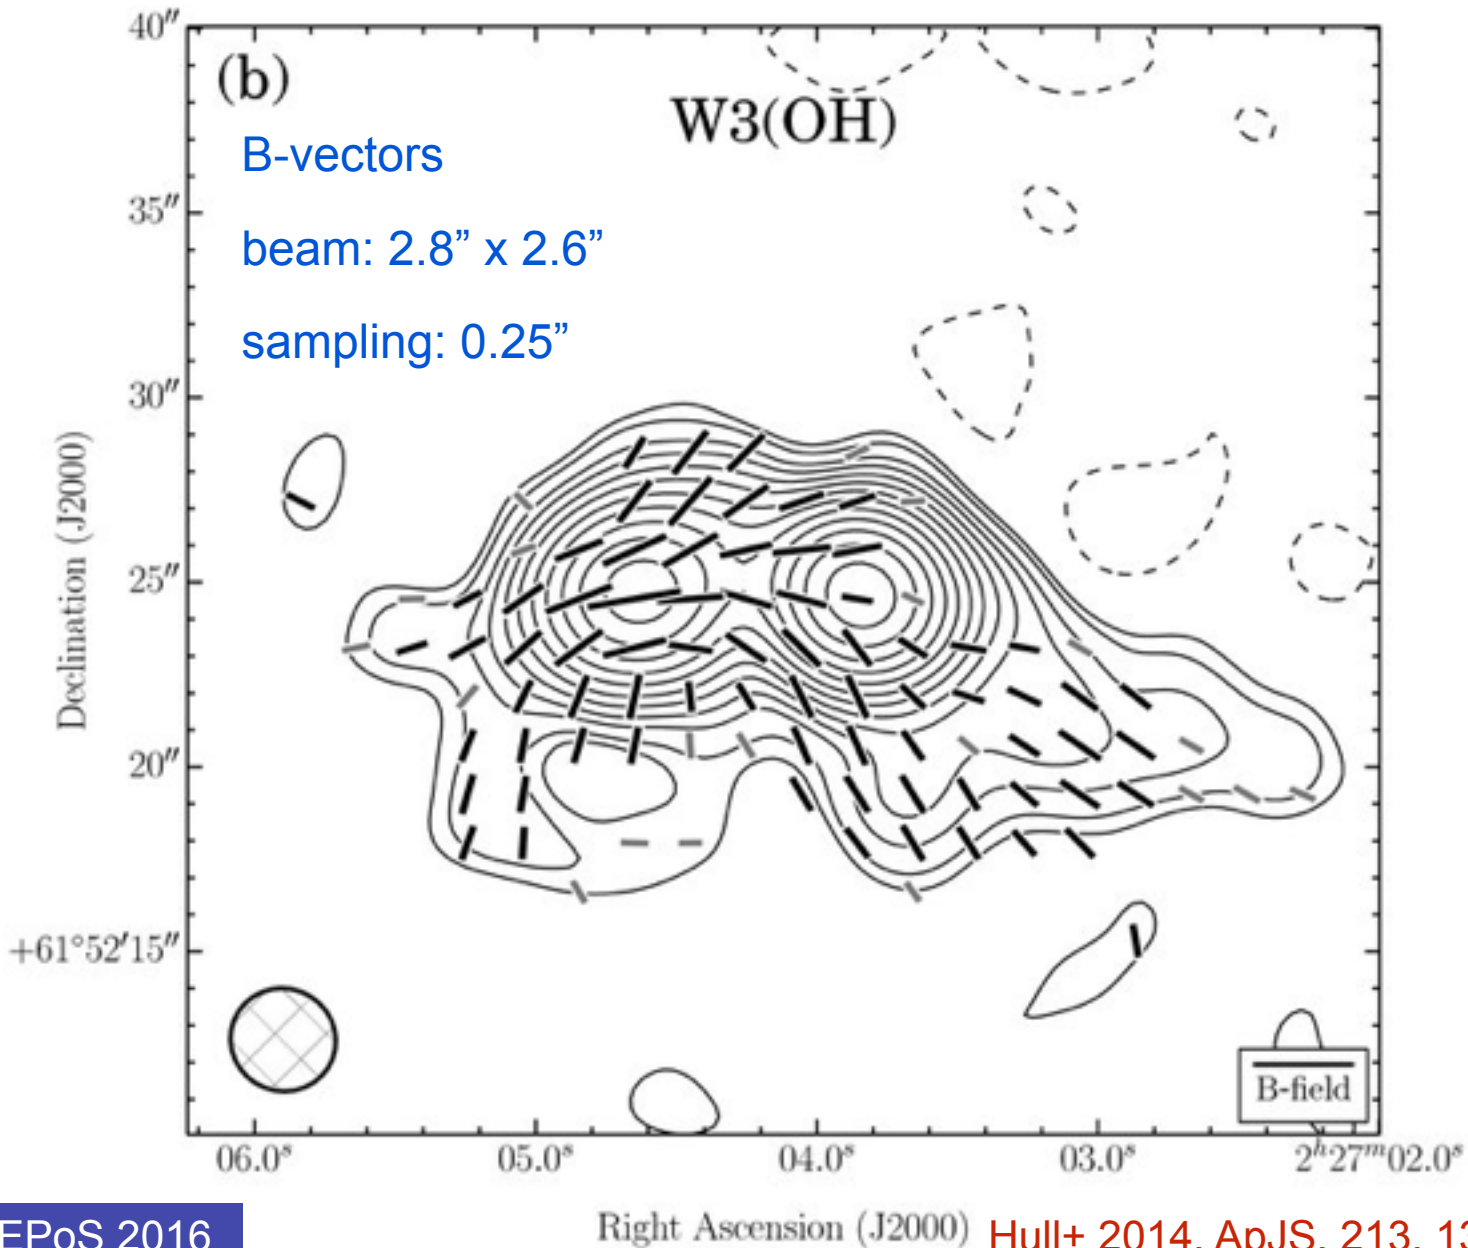 40″
(b)
W3(OH)
B-vectors
35″
beam: 2.8” x 2.6”
sampling: 0.25”
30″
Declination (J2000)
25″
20″
+61°52′15″
B-field
06.0ˢ
05.0ˢ
04.0ˢ
03.0ˢ
2ʰ27ᵐ02.0ˢ
EPoS 2016
Right Ascension (J2000)
Hull+ 2014, ApJS, 213, 13